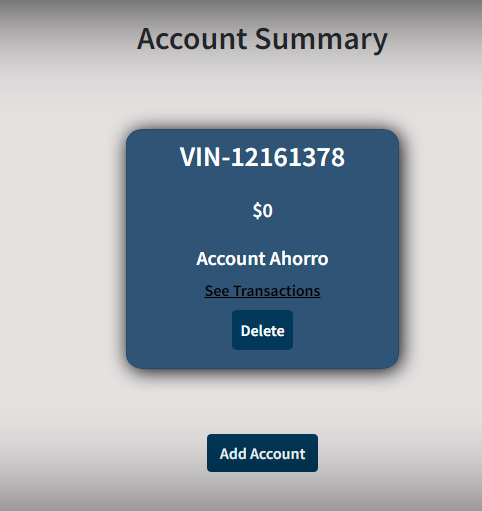 Account Summary
VIN-12161378
$0
Account Ahorro
See Transactions
Delete
Add Account